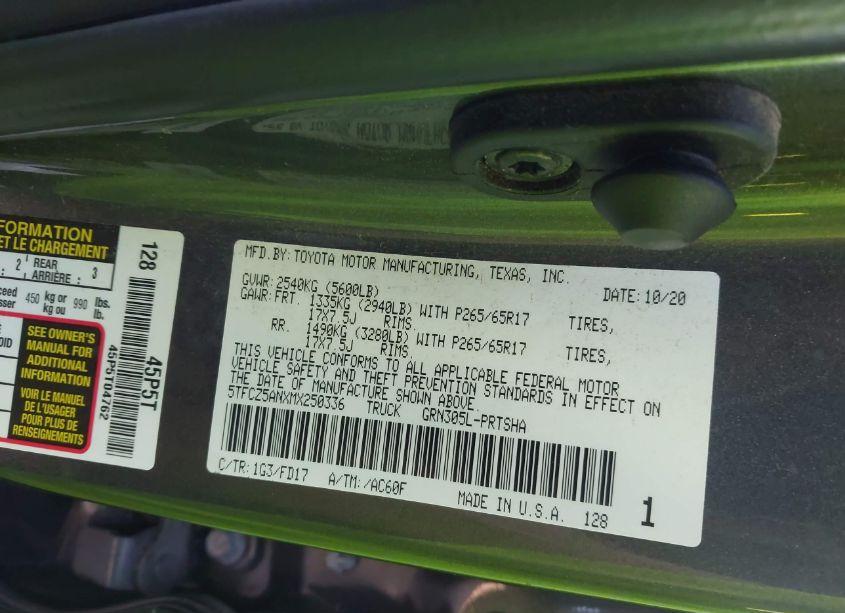 FORMATION
ET LE CHARGEMENT
: 2 REAR ARRIÈRE : 3
450 kg or kg ou 990 lbs. lb.
SEE OWNER'S
MANUAL FOR
ADDITIONAL
INFORMATION
VOIR LE MANUEL
DE L'USAGER
POUR PLUS DE
RENSEIGNEMENTS
128
45P5T
45P5T04762
MFD.BY:TOYOTA MOTOR MANUFACTURING, TEXAS, INC.
GVWR:2540KG (5600LB) DATE:10/20
GAWR:FRT. 1335KG (2940LB) WITH P265/65R17 TIRES,
17X7.5J RIMS,
RR. 1490KG (3280LB) WITH P265/65R17 TIRES,
17X7.5J RIMS,
THIS VEHICLE CONFORMS TO ALL APPLICABLE FEDERAL MOTOR
VEHICLE SAFETY AND THEFT PREVENTION STANDARDS IN EFFECT ON
THE DATE OF MANUFACTURE SHOWN ABOVE.
5TFCZ5ANXMX250336 TRUCK GRN305L-PRTSHA
C/TR:1G3/FD17 A/TM:/AC60F
MADE IN U.S.A. 128 1